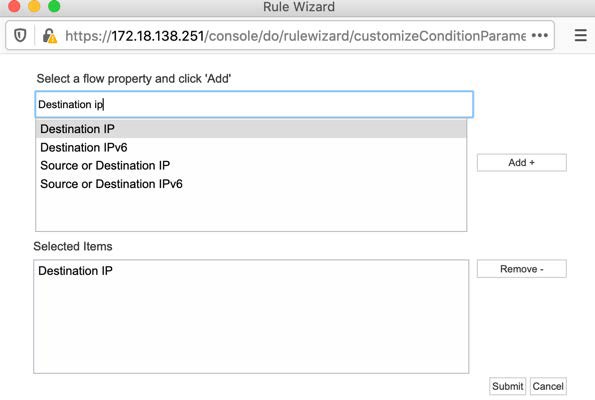 Rule Wizard
https://172.18.138.251/console/do/rulewizard/customizeConditionParame •••
Select a flow property and click 'Add'
Destination ip
Destination IP
Destination IPv6
Source or Destination IP
Source or Destination IPv6
Add +
Selected Items
Destination IP
Remove -
Submit Cancel